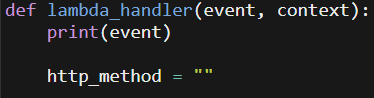 def lambda_handler(event, context):
    print(event)
    http_method = ""